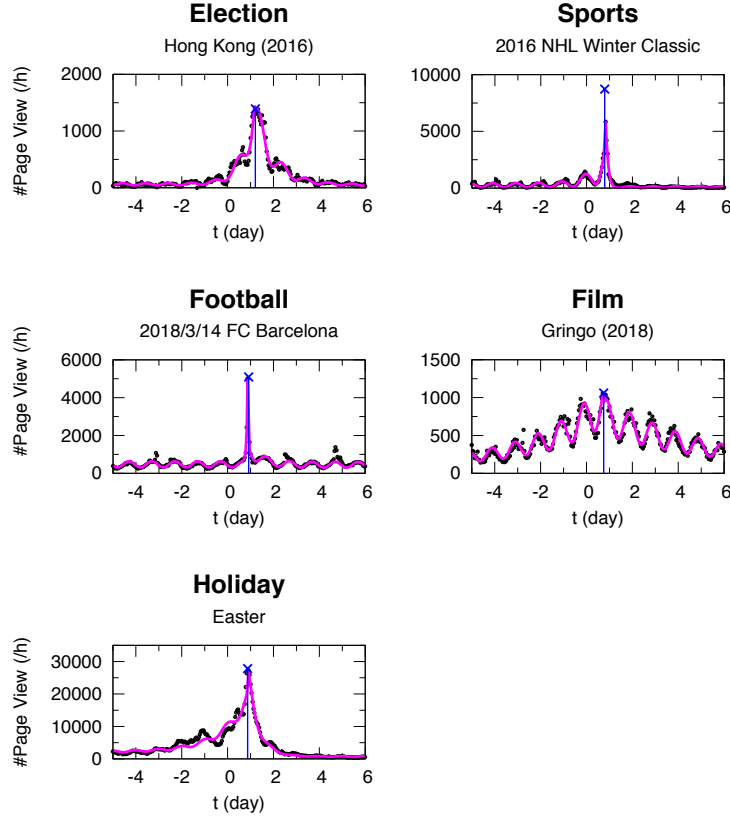 Election
Hong Kong (2016)
#Page View (/h)
2000
1000
0
-4 -2 0 2 4 6
t (day)
Sports
2016 NHL Winter Classic
10000
5000
0
-4 -2 0 2 4 6
t (day)
Football
2018/3/14 FC Barcelona
#Page View (/h)
6000
4000
2000
0
-4 -2 0 2 4 6
t (day)
Film
Gringo (2018)
1500
1000
500
0
-4 -2 0 2 4 6
t (day)
Holiday
Easter
#Page View (/h)
30000
20000
10000
0
-4 -2 0 2 4 6
t (day)